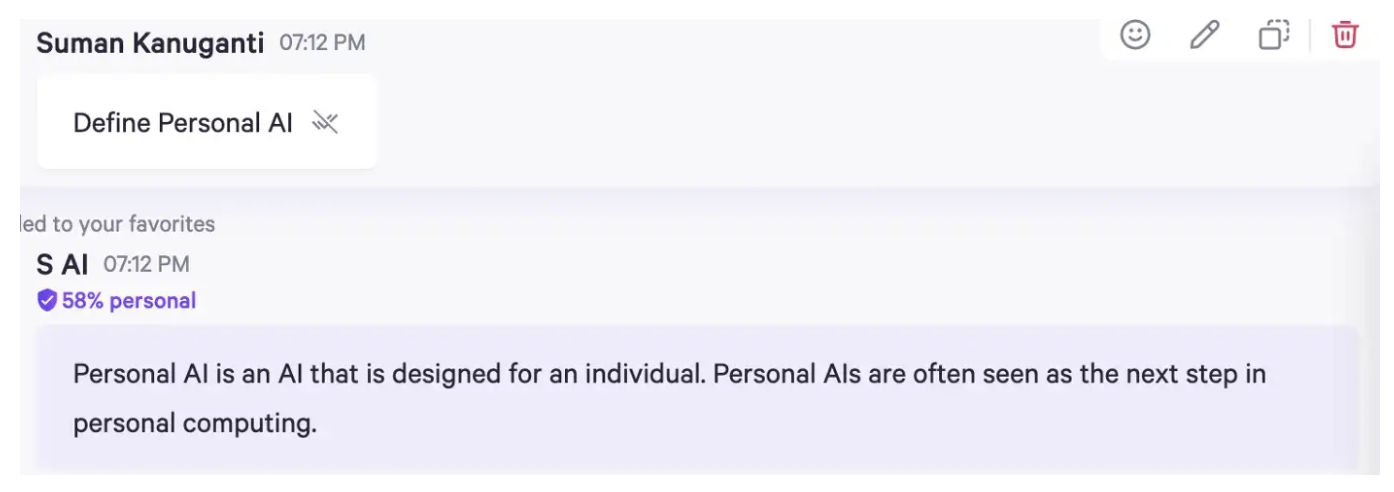 Suman Kanuganti 07:12 PM
Define Personal AI
to your favorites
S AI 07:12 PM
58% personal
Personal AI is an AI that is designed for an individual. Personal AIs are often seen as the next step in
personal computing.